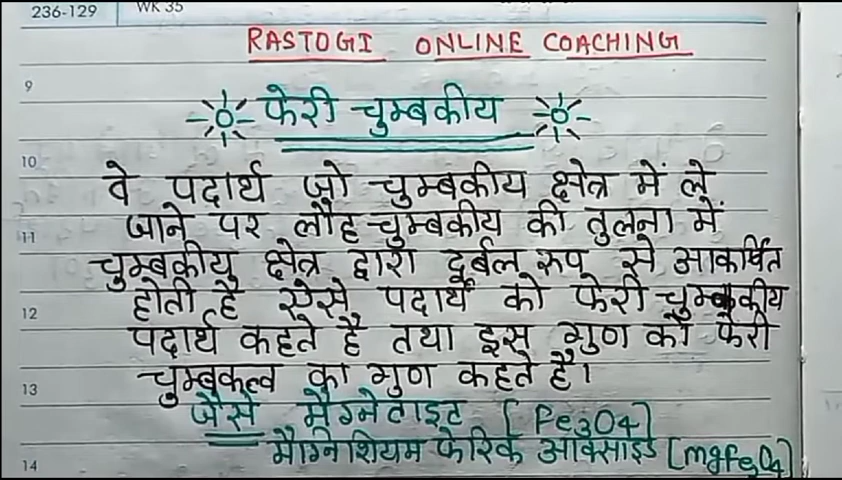 236-129 WK 35
RASTOGI ONLINE COACHING
9
फेरी चुम्बकीय
10
वे पदार्थ जो चुम्बकीय क्षेत्र में ले
11
जाने पर लौह चुम्बकीय की तुलना में
चुम्बकीय क्षेत्र द्वारा दुर्बल रूप से आकर्षित
12
होती है ऐसे पदार्थ को फेरी चुम्बकीय
पदार्थ कहते है तथा इस गुण को फेरी
13
चुम्बकत्व का गुण कहते है।
जैसे मैग्नेटाइट [Fe3O4]
14
मैग्निशियम फेरिक आक्साइड [mgFe2O4]